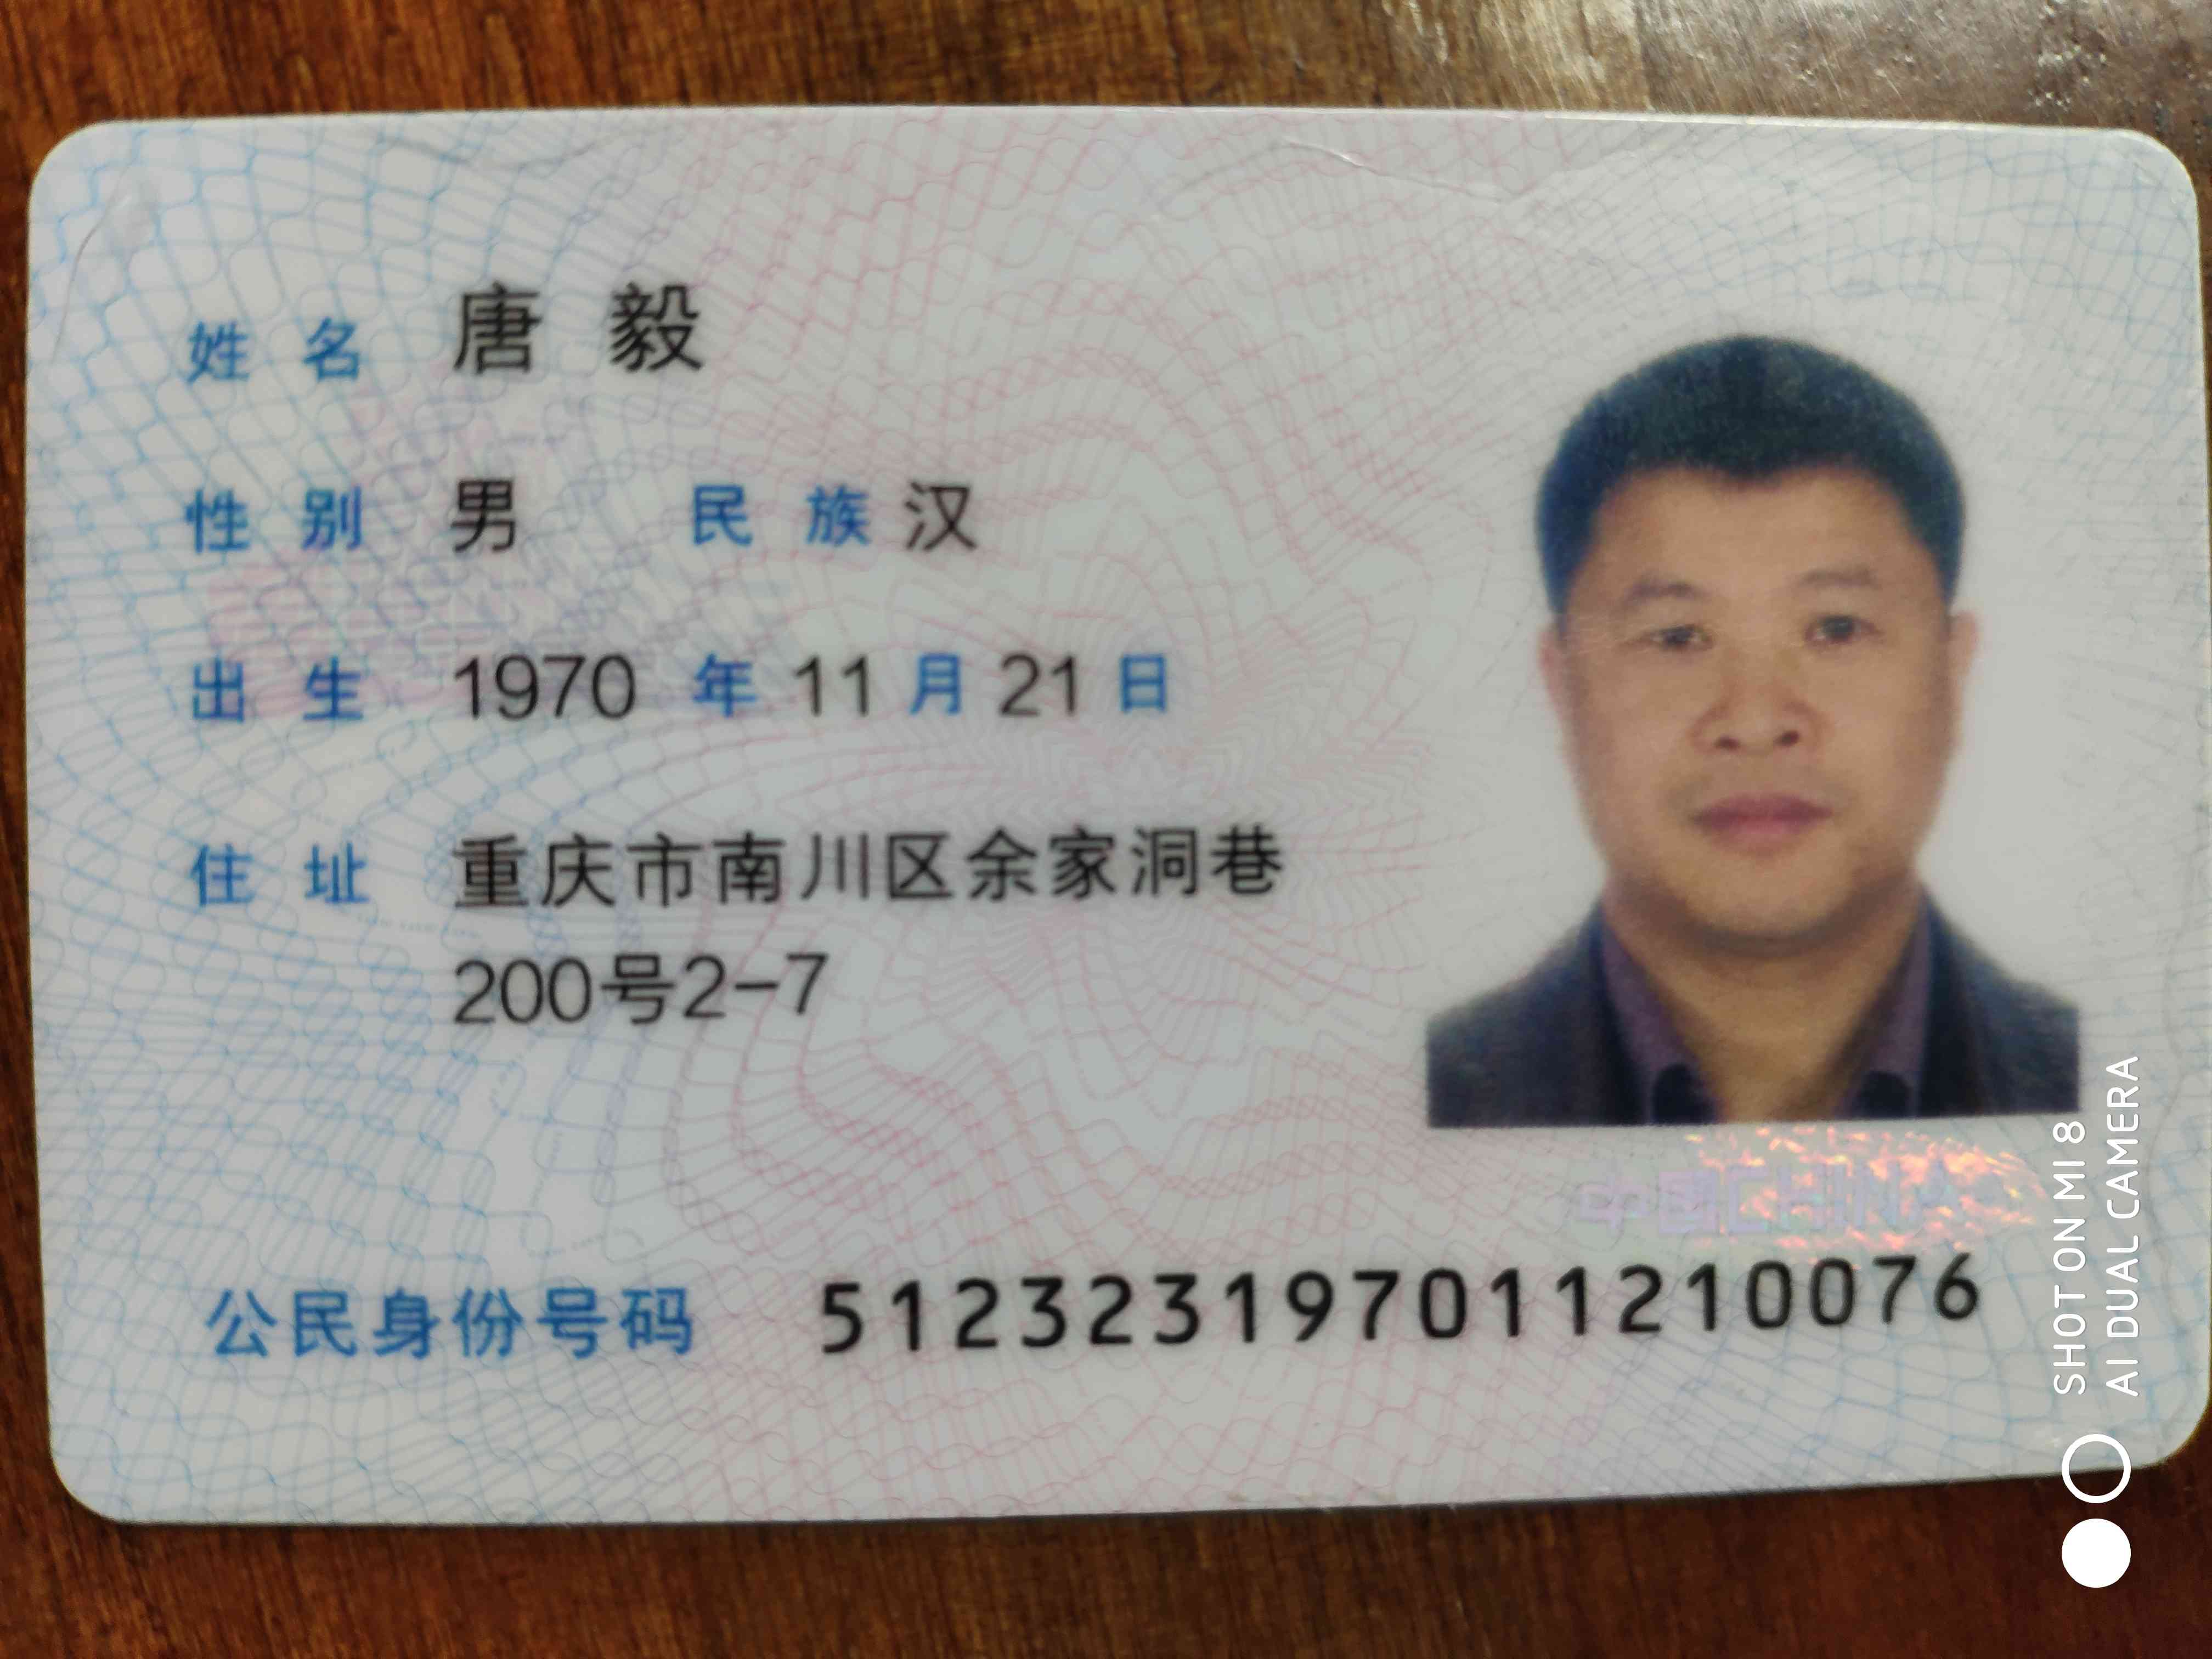 姓名 唐毅
性别 男 民族 汉
出生 1970 年 11 月 21 日
住址 重庆市南川区余家洞巷
200号2-7
中国CHINA
公民身份号码 512323197011210076
SHOT ON MI 8
AI DUAL CAMERA